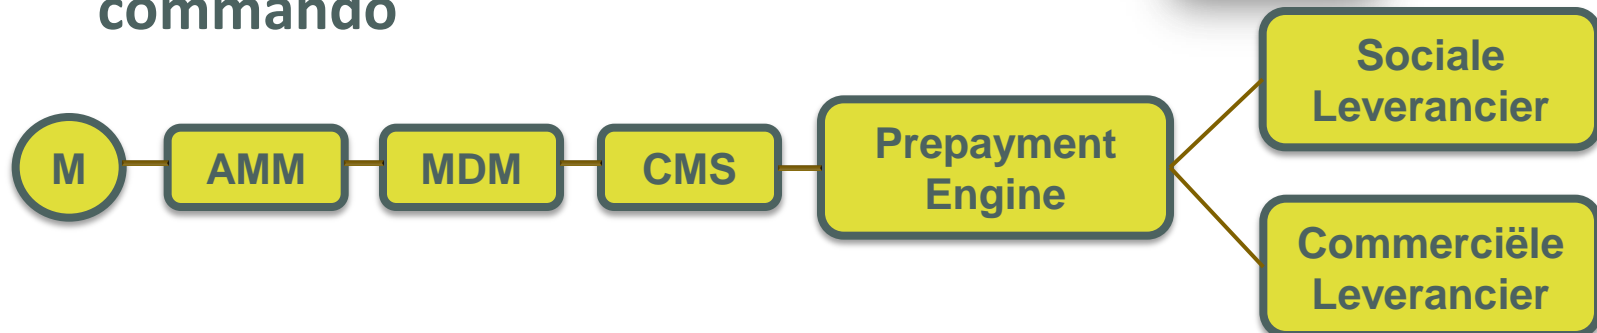 commando
M
AMM
MDM
CMS
Prepayment
Engine
Sociale
Leverancier
Commerciële
Leverancier